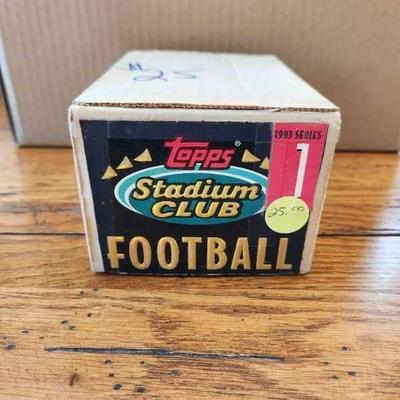 #25
topps
1993 SERIES
1
Stadium
CLUB
25.00
FOOTBALL